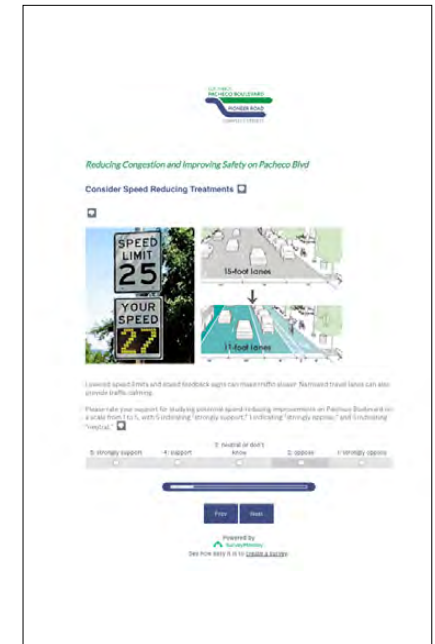 PACHECO BOULEVARD
PIONEER ROAD
COMPLETE STREET
Reducing Congestion and Improving Safety on Pacheco Blvd
Consider Speed Reducing Treatments
SPEED
LIMIT
25
YOUR
SPEED
27
15-foot lanes
11-foot lanes
Lowered speed limits and speed feedback signs can make traffic slower. Narrowed travel lanes can also
provide traffic calming.
Please rate your support for studying potential speed reducing improvements on Pacheco Boulevard on
a scale from 1 to 5, with 5 indicating "strongly support," 1 indicating "strongly oppose," and 3 indicating
"neutral."
3: neutral or don't
5: strongly support 4: support know 2: oppose 1: strongly oppose
Prev Next
Powered by
SurveyMonkey
See how easy it is to create a survey.